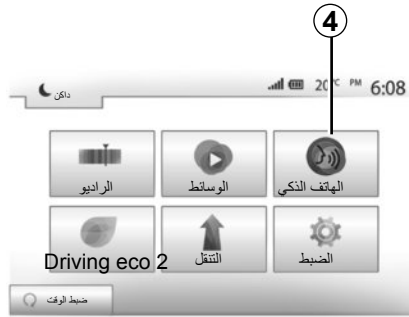 4
داكن
20°C PM 6:08
الراديو
الوسائط
الهاتف الذكي
Driving eco 2
التنقل
الضبط
ضبط الوقت